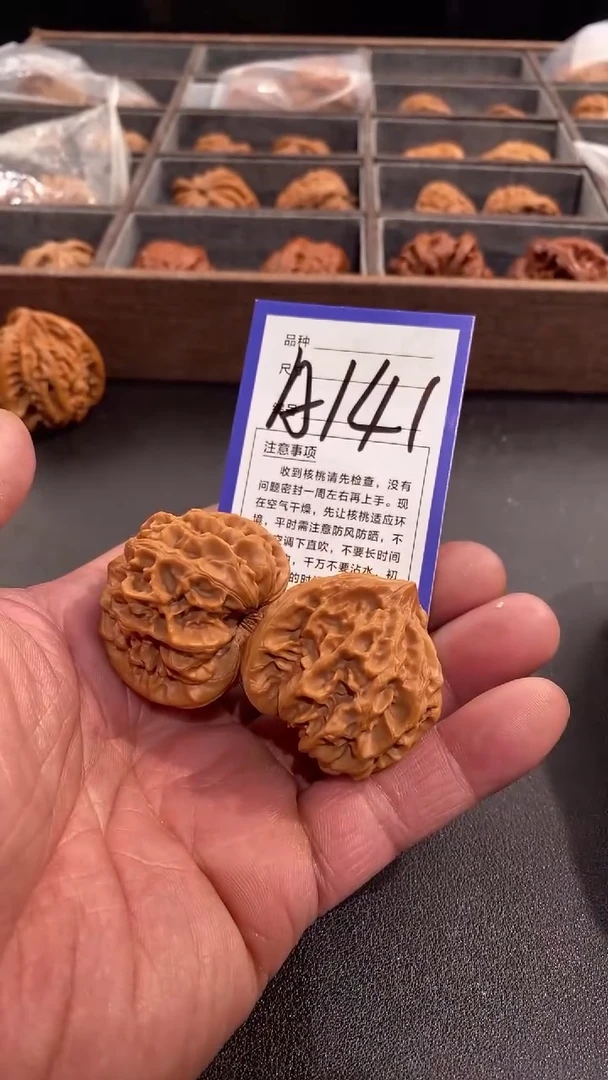 品种
尺
A141
注意事项
收到核桃请先检查，没有
问题密封一周左右再上手。现
在空气干燥，先让核桃适应环
境，平时需注意防风防晒，不
空调下直吹，不要长时间
，干万不要沾水，初
的时